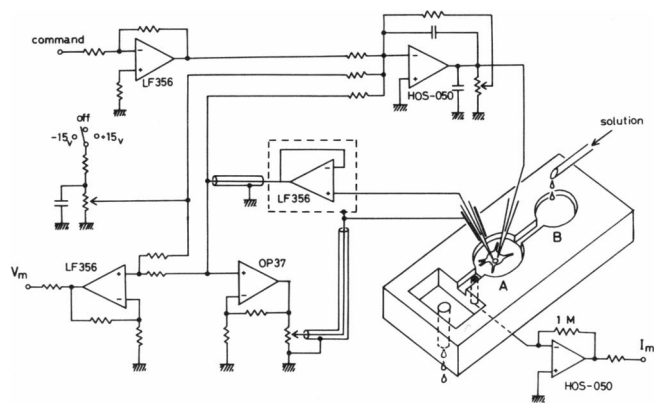 command
LF356
HOS-050
off
-15v
+15v
solution
LF356
B
A
LF356
OP37
Vm
1 M
Im
HOS-050